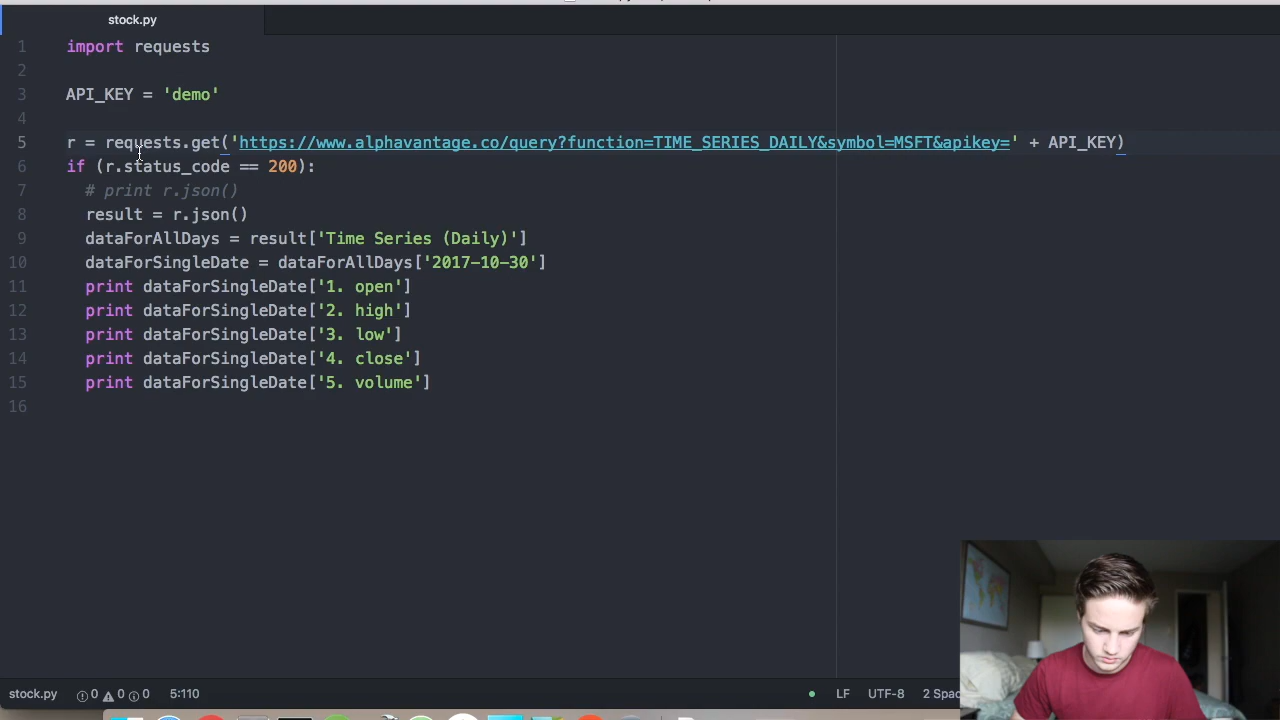 stock.py
1 import requests
2
3 API_KEY = 'demo'
4
5 r = requests.get('https://www.alphavantage.co/query?function=TIME_SERIES_DAILY&symbol=MSFT&apikey=' + API_KEY)
6 if (r.status_code == 200):
7 # print r.json()
8 result = r.json()
9 dataForAllDays = result['Time Series (Daily)']
10 dataForSingleDate = dataForAllDays['2017-10-30']
11 print dataForSingleDate['1. open']
12 print dataForSingleDate['2. high']
13 print dataForSingleDate['3. low']
14 print dataForSingleDate['4. close']
15 print dataForSingleDate['5. volume']
16
stock.py 0 0 0 5:110 LF UTF-8 2